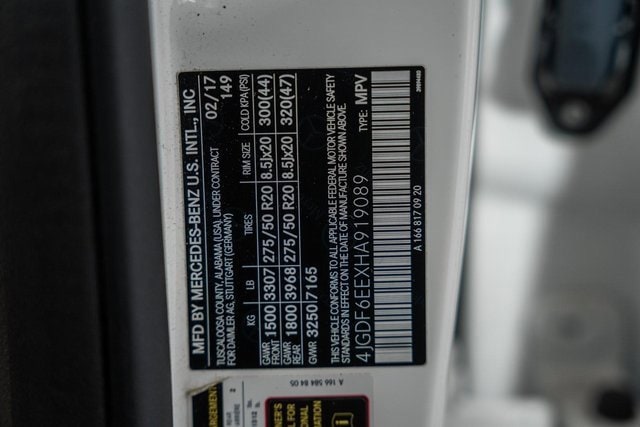 MFD BY MERCEDES-BENZ U.S. INTL., INC
TUSCALOOSA COUNTY, ALABAMA (USA) UNDER CONTRACT
FOR DAIMLER AG, STUTTGART (GERMANY)
02/17
149
KG LB TIRES RIM SIZE COLD KPA(PSI)
GAWR FRONT 1500 3307 275/50 R20 8.5Jx20 300(44)
GAWR REAR 1800 3968 275/50 R20 8.5Jx20 320(47)
GVWR 3250 7165
THIS VEHICLE CONFORMS TO ALL APPLICABLE FEDERAL MOTOR VEHICLE SAFETY
STANDARDS IN EFFECT ON THE DATE OF MANUFACTURE SHOWN ABOVE.
4JGDF6EEXHA919089 TYPE: MPV
A 166 817 09 20
A 166 584 84 05